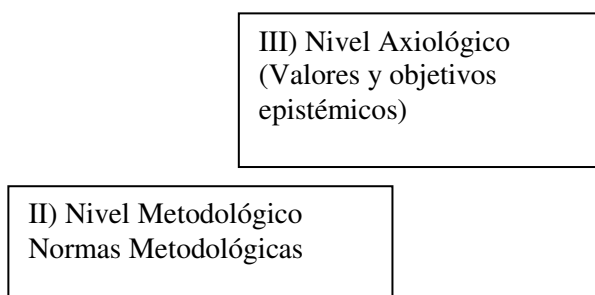 III) Nivel Axiológico
(Valores y objetivos
epistémicos)
II) Nivel Metodológico
Normas Metodológicas